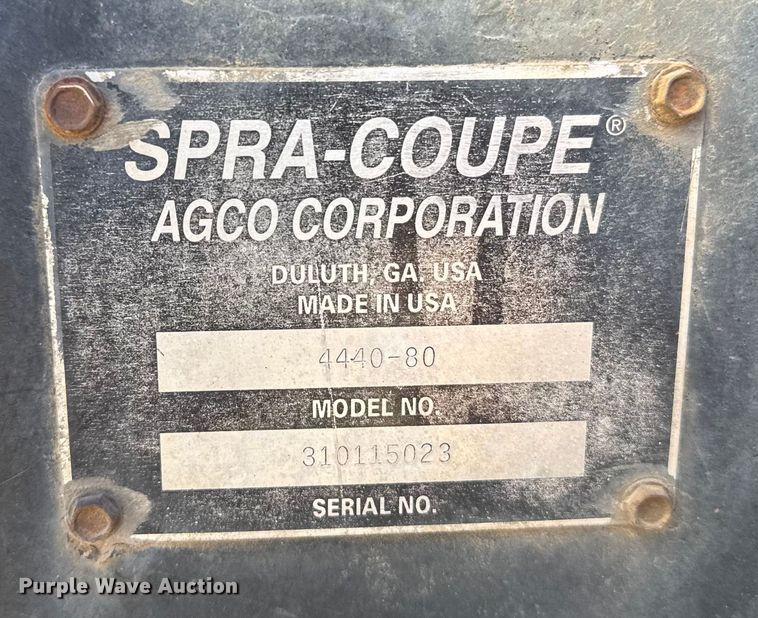 SPRA-COUPE®
AGCO CORPORATION
DULUTH, GA. USA
MADE IN USA
4440-80
MODEL NO.
310115023
SERIAL NO.
Purple Wave Auction